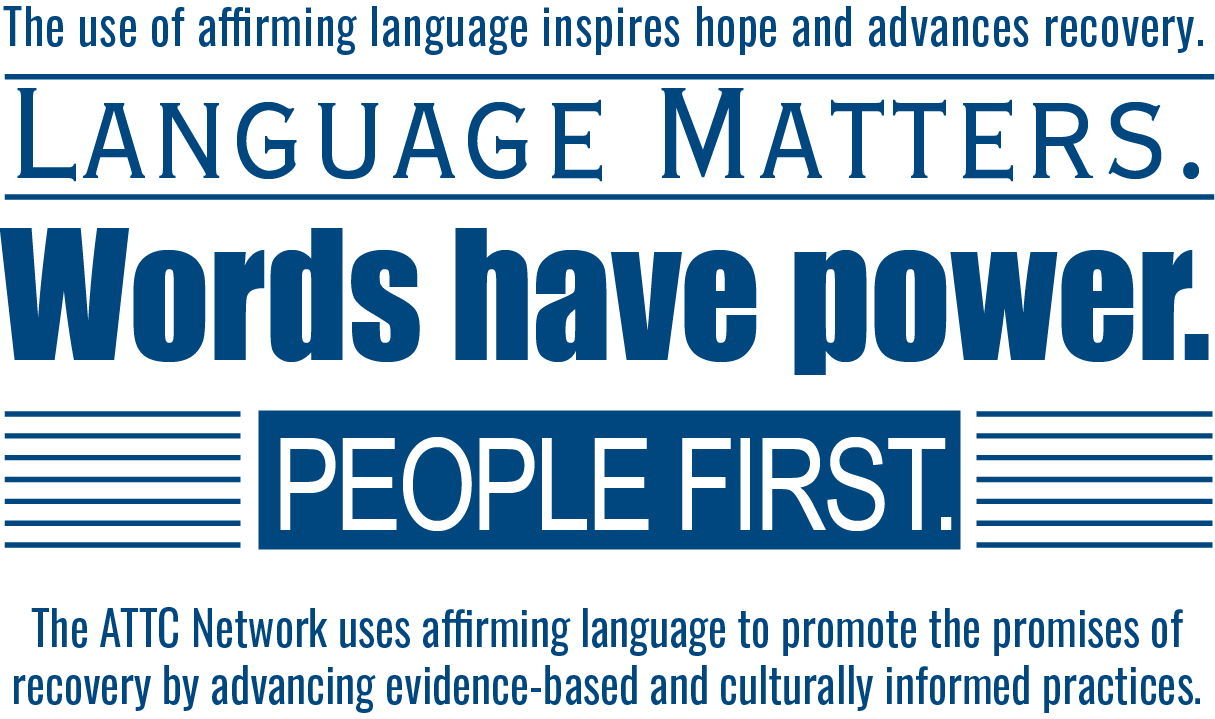 The use of affirming language inspires hope and advances recovery.
LANGUAGE MATTERS.
Words have power.
PEOPLE FIRST.
The ATTC Network uses affirming language to promote the promises of
recovery by advancing evidence-based and culturally informed practices.